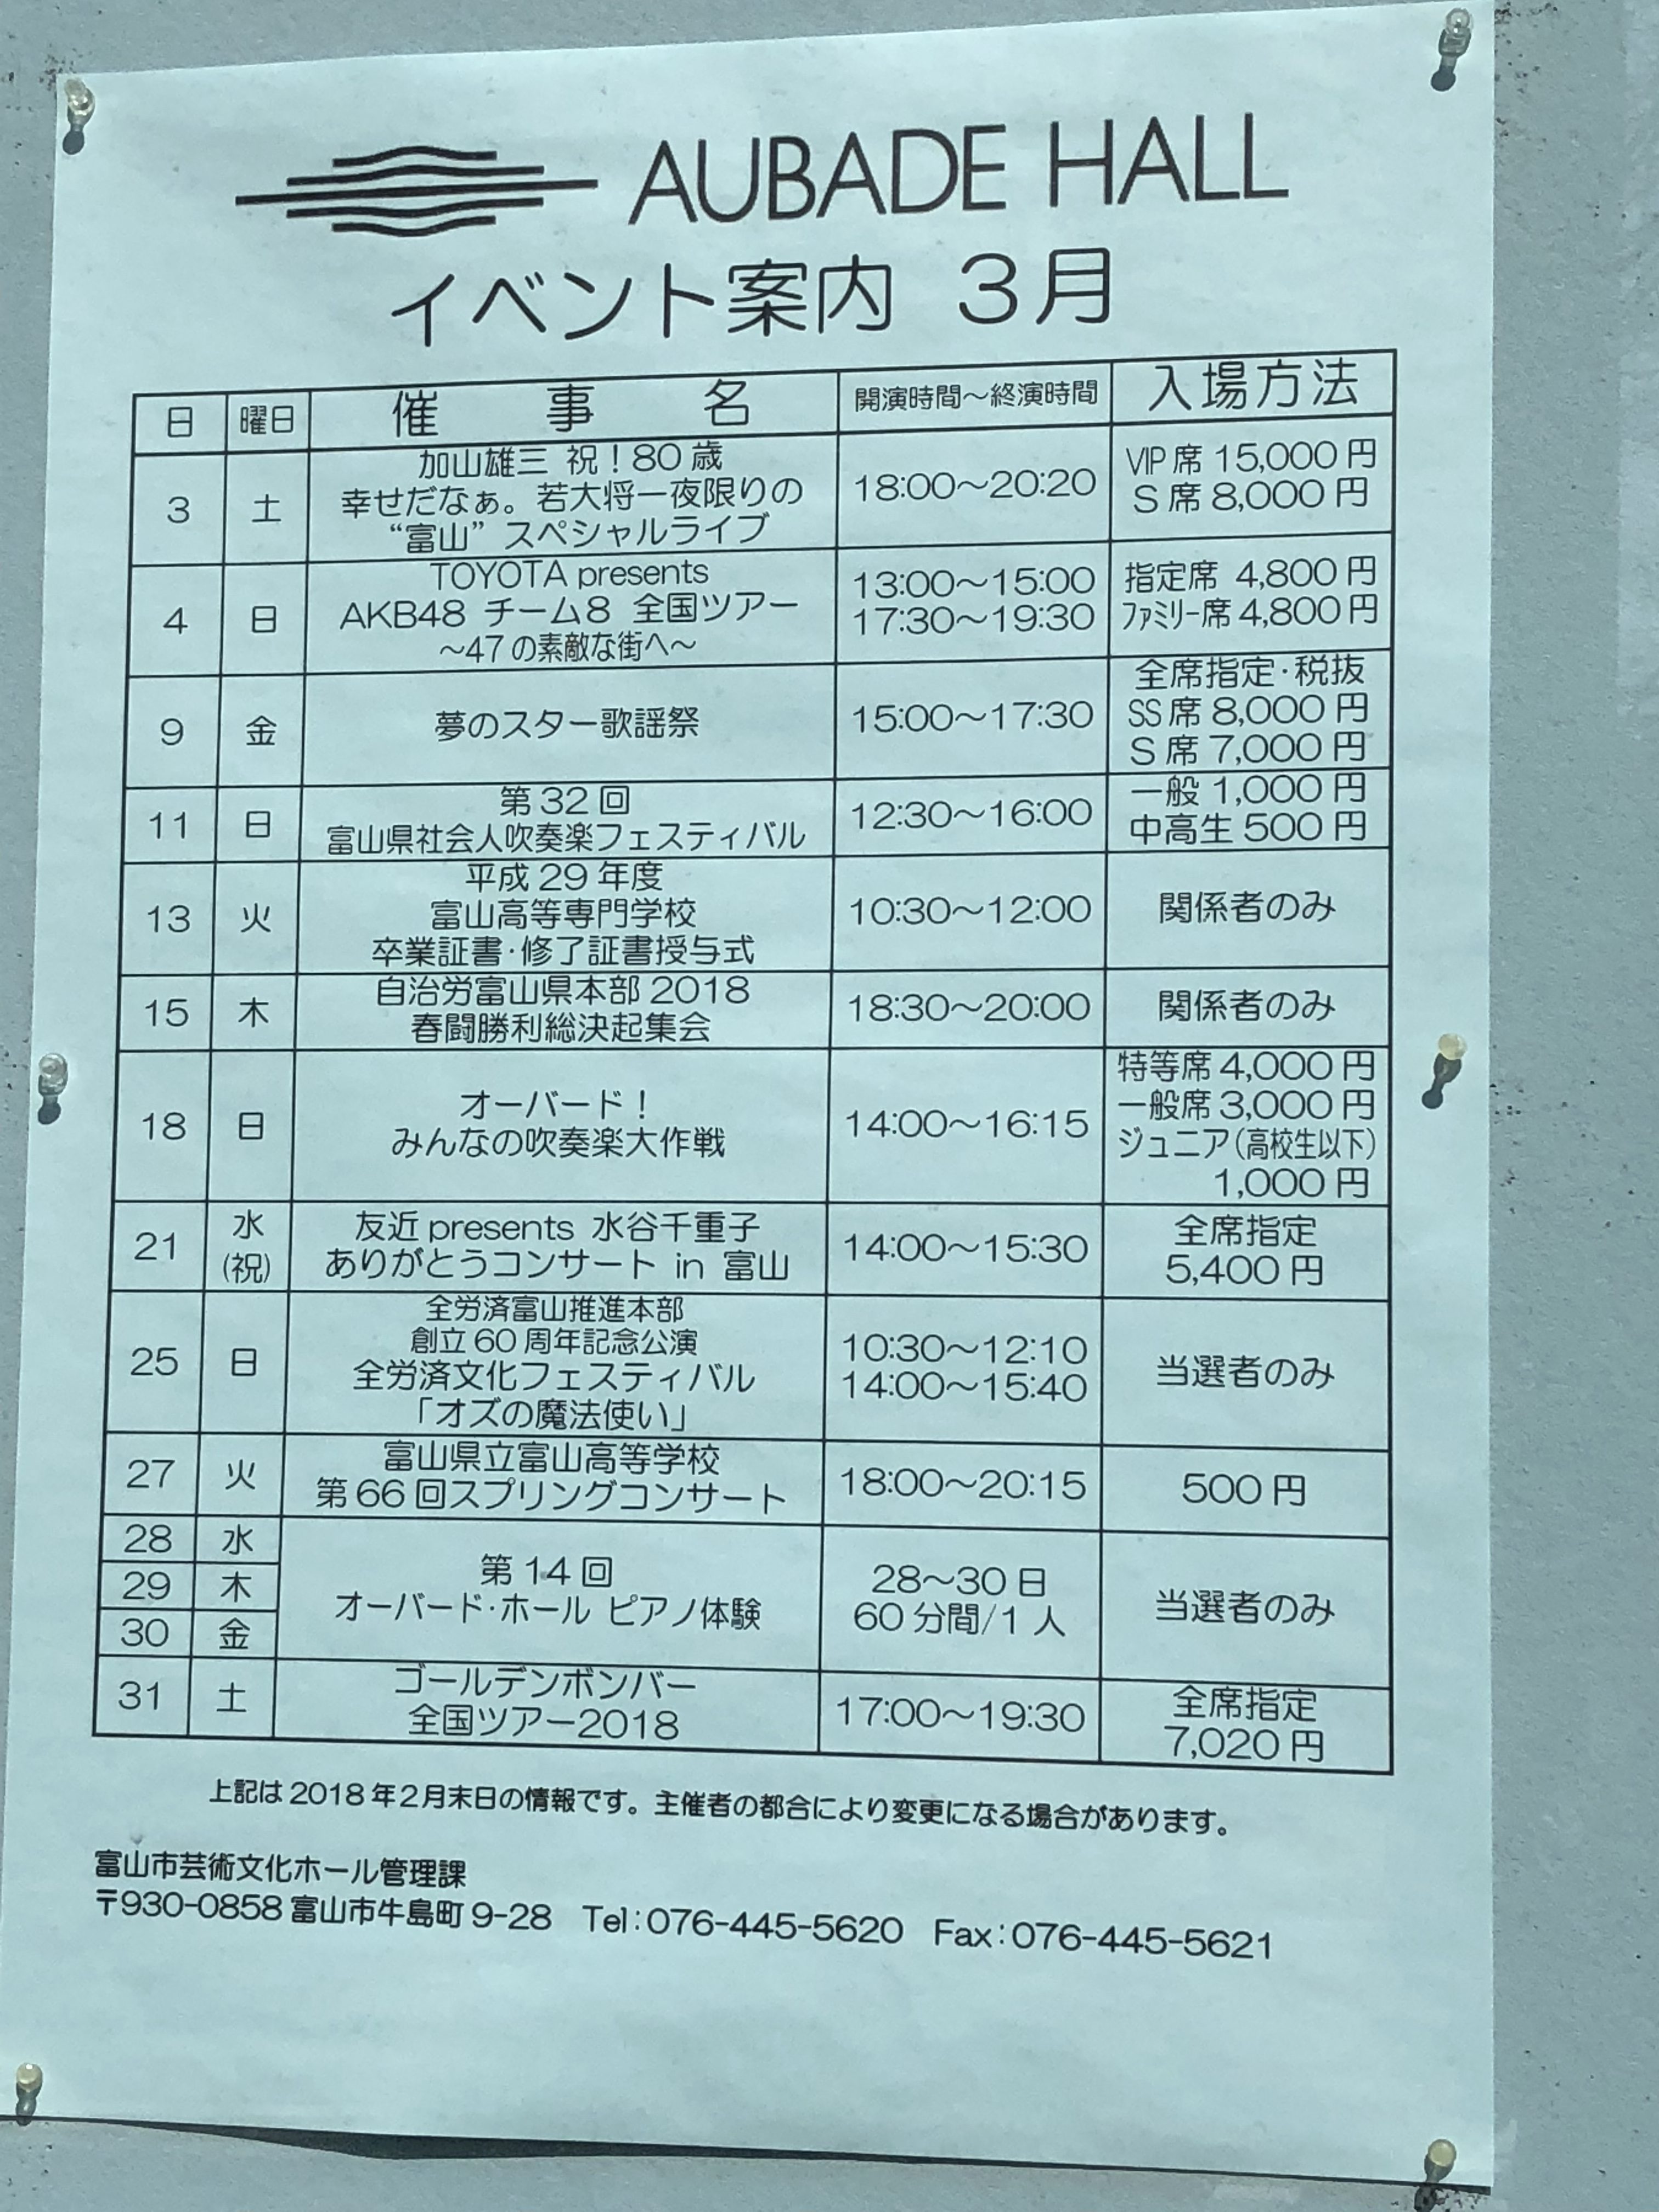 AUBADE HALL
イベント案内 3月
日 曜日 催事名 開演時間～終演時間 入場方法
3 土
加山雄三 祝！80歳
幸せだなぁ。若大将一夜限りの
“富山” スペシャルライブ
18:00～20:20
VIP席 15,000円
S席 8,000円
4 日
TOYOTA presents
AKB48 チーム8 全国ツアー
～47の素敵な街へ～
13:00～15:00
17:30～19:30
指定席 4,800円
ファミリー席 4,800円
9 金
夢のスター歌謡祭
15:00～17:30
全席指定・税抜
SS席 8,000円
S席 7,000円
11 日
第32回
富山県社会人吹奏楽フェスティバル
12:30～16:00
一般 1,000円
中高生 500円
13 火
平成29年度
富山高等専門学校
卒業証書・修了証書授与式
10:30～12:00
関係者のみ
15 木
自治労富山県本部2018
春闘勝利総決起集会
18:30～20:00
関係者のみ
18 日
オーバード！
みんなの吹奏楽大作戦
14:00～16:15
特等席 4,000円
一般席 3,000円
ジュニア（高校生以下）
1,000円
21 水
(祝)
友近presents 水谷千重子
ありがとうコンサート in 富山
14:00～15:30
全席指定
5,400円
25 日
全労済富山推進本部
創立60周年記念公演
全労済文化フェスティバル
「オズの魔法使い」
10:30～12:10
14:00～15:40
当選者のみ
27 火
富山県立富山高等学校
第66回スプリングコンサート
18:00～20:15
500円
28 水
29 木
30 金
第14回
オーバード・ホール ピアノ体験
28～30日
60分間/1人
当選者のみ
31 土
ゴールデンボンバー
全国ツアー2018
17:00～19:30
全席指定
7,020円
上記は2018年2月末日の情報です。主催者の都合により変更になる場合があります。
富山市芸術文化ホール管理課
〒930-0858 富山市牛島町9-28 Tel：076-445-5620 Fax：076-445-5621